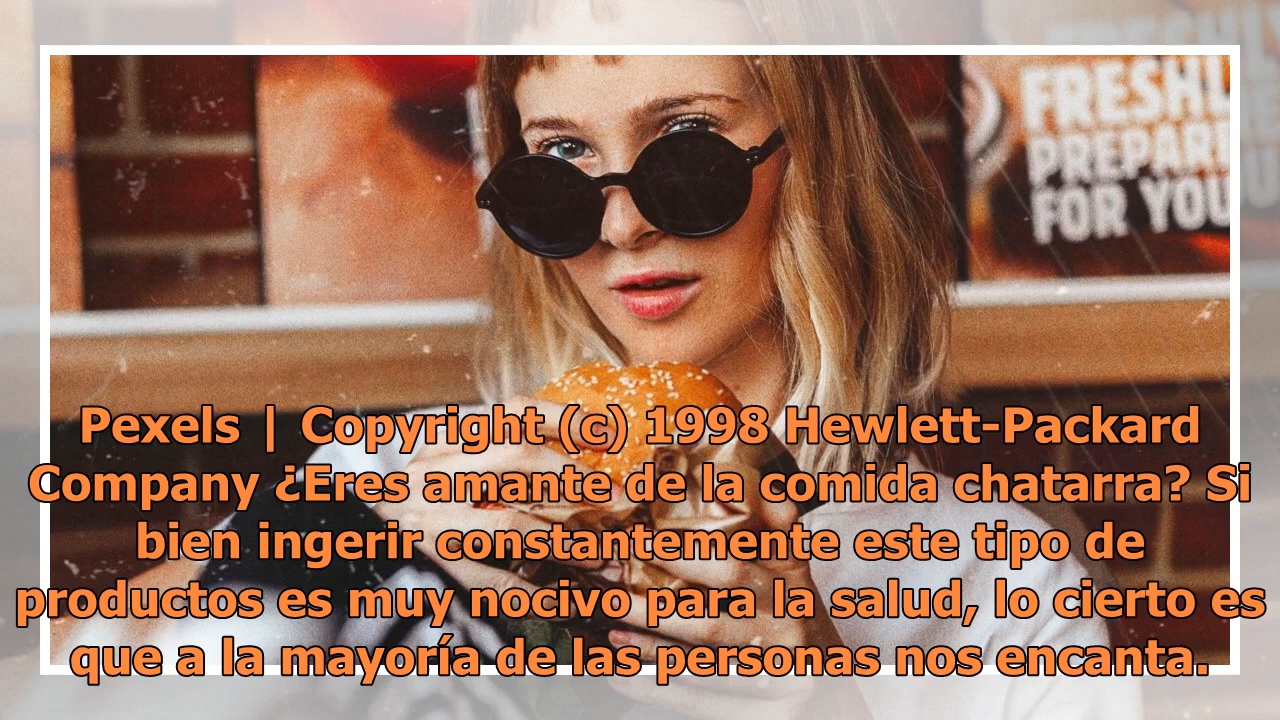 FRESHL
PREPARE
FOR YOU
Pexels | Copyright (c) 1998 Hewlett-Packard
Company ¿Eres amante de la comida chatarra? Si
bien ingerir constantemente este tipo de
productos es muy nocivo para la salud, lo cierto es
que a la mayoría de las personas nos encanta.